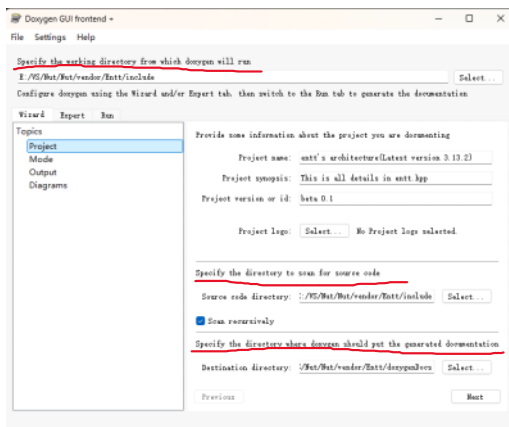 Doxygen GUI frontend +
File Settings Help
Specify the working directory from which doxygen will run
E:/VS/Nut/Nut/vendor/Entt/include
Select...
Configure doxygen using the Wizard and/or Expert tab, then switch to the Run tab to generate the documentation
Wizard Expert Run
Topics
Project
Mode
Output
Diagrams
Provide some information about the project you are documenting
Project name: entt's architecture(Latest version 3.13.2)
Project synopsis: This is all details in entt.hpp
Project version or id: beta 0.1
Project logo: Select... No Project logo selected.
Specify the directory to scan for source code
Source code directory: :/VS/Nut/Nut/vendor/Entt/include Select...
Scan recursively
Specify the directory where doxygen should put the generated documentation
Destination directory: /Nut/Nut/vendor/Entt/doxygenDocs Select...
Previous Next